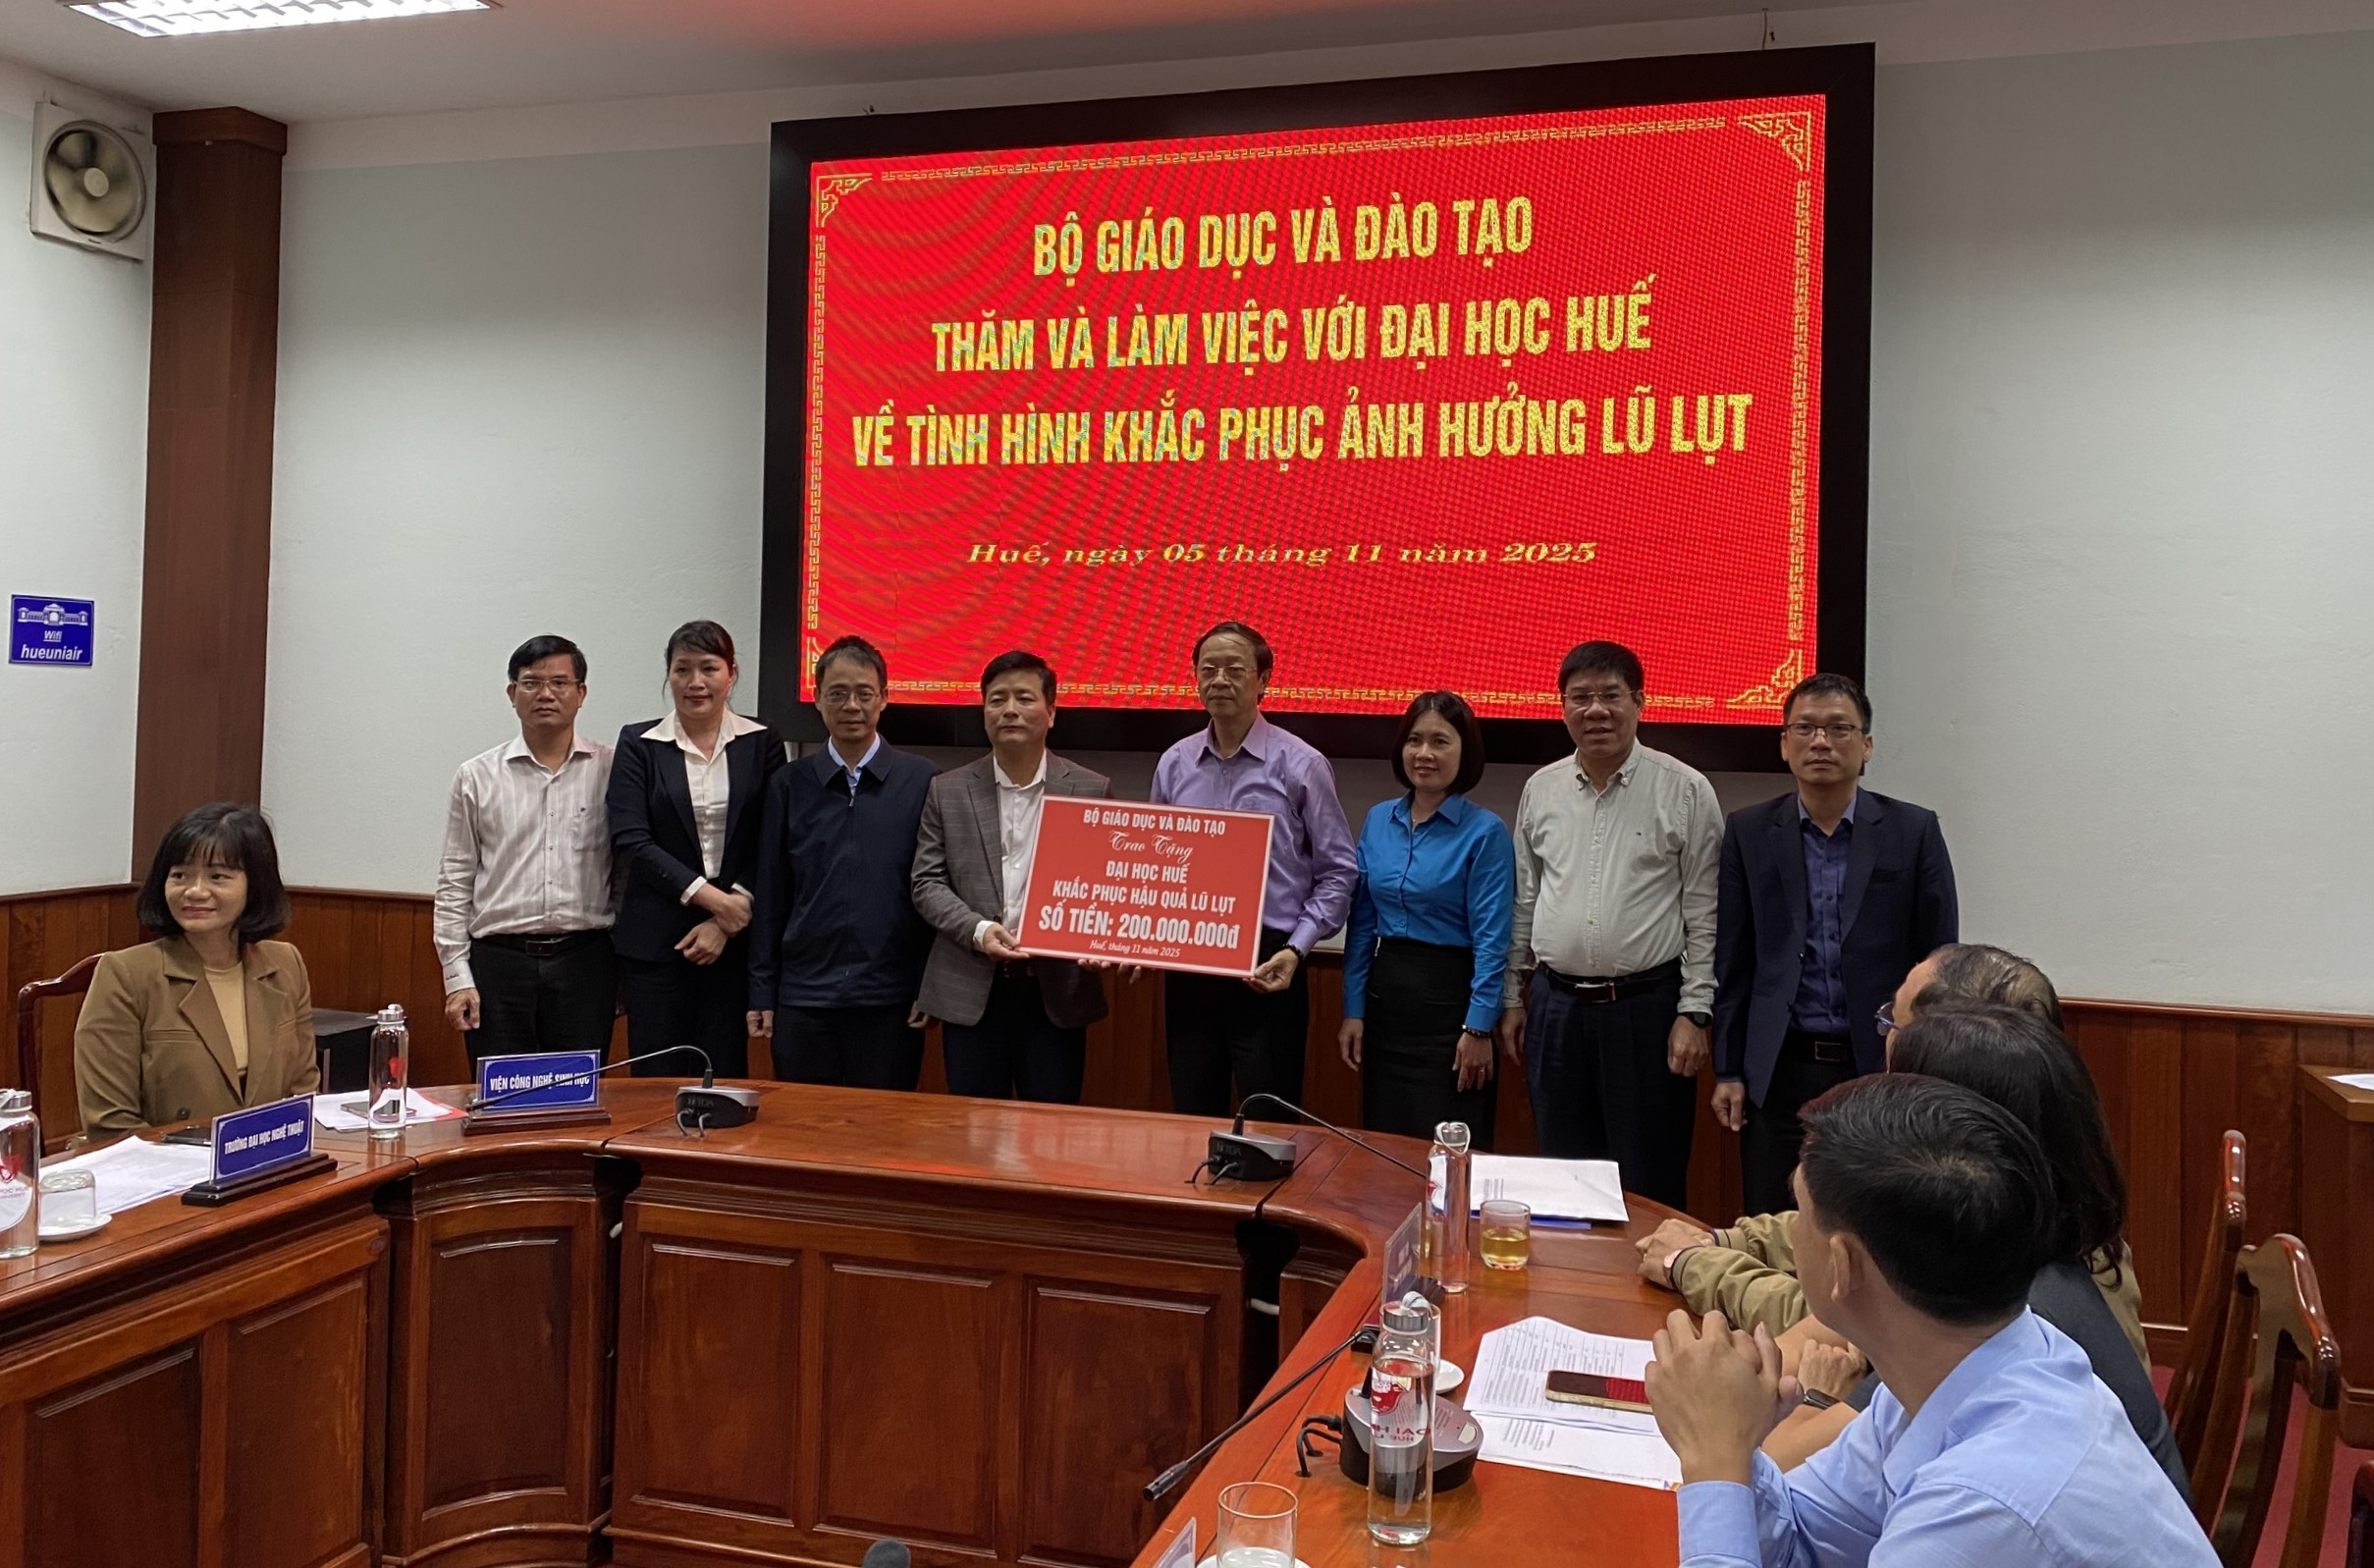 BỘ GIÁO DỤC VÀ ĐÀO TẠO
THĂM VÀ LÀM VIỆC VỚI ĐẠI HỌC HUẾ
VỀ TÌNH HÌNH KHẮC PHỤC ẢNH HƯỞNG LŨ LỤT
Huế, ngày 05 tháng 11 năm 2025
Wifi
hueuniair
BỘ GIÁO DỤC VÀ ĐÀO TẠO
Trao Tặng
ĐẠI HỌC HUẾ
KHẮC PHỤC HẬU QUẢ LŨ LỤT
SỐ TIỀN: 200.000.000đ
Huế, tháng 11 năm 2025
VIỆN CÔNG NGHỆ SINH HỌC
TRƯỜNG ĐẠI HỌC NGHỆ THUẬT